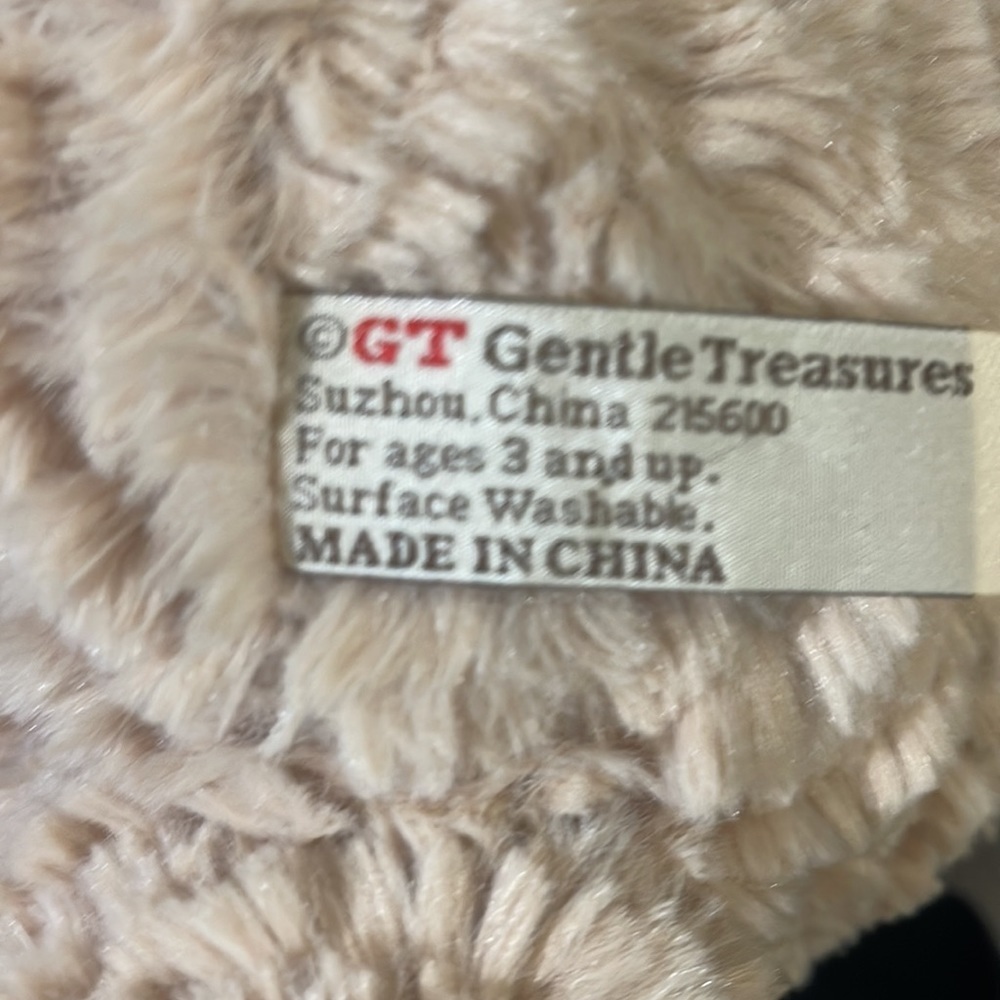 ©GT Gentle Treasures
Suzhou, China 215600
For ages 3 and up.
Surface Washable.
MADE IN CHINA